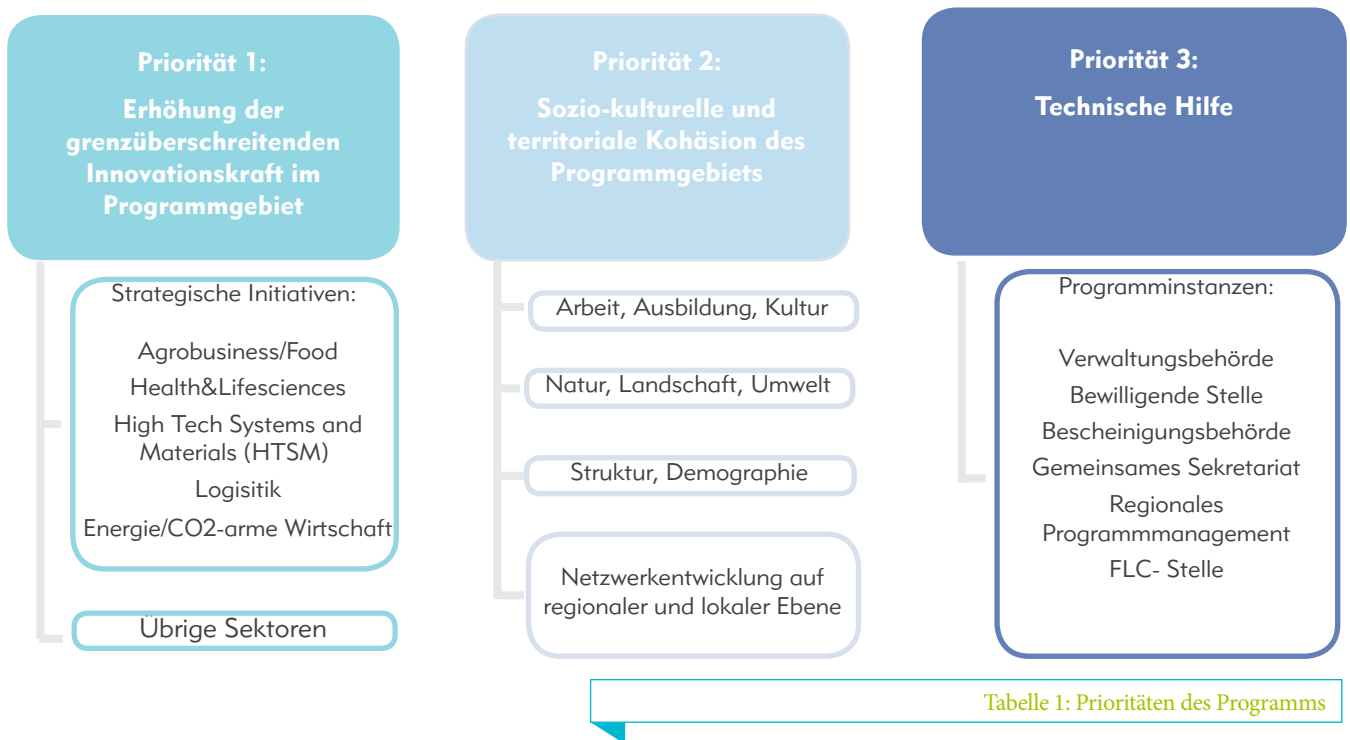 Priorität 1:
Erhöhung der
grenzüberschreitenden
Innovationskraft im
Programmgebiet
Strategische Initiativen:
Agrobusiness/Food
Health&Lifesciences
High Tech Systems and
Materials (HTSM)
Logisitik
Energie/CO2-arme Wirtschaft
Übrige Sektoren
Priorität 2:
Sozio-kulturelle und
territoriale Kohäsion des
Programmgebiets
Arbeit, Ausbildung, Kultur
Natur, Landschaft, Umwelt
Struktur, Demographie
Netzwerkentwicklung auf
regionaler und lokaler Ebene
Priorität 3:
Technische Hilfe
Programminstanzen:
Verwaltungsbehörde
Bewilligende Stelle
Bescheinigungsbehörde
Gemeinsames Sekretariat
Regionales
Programmmanagement
FLC- Stelle
Tabelle 1: Prioritäten des Programms